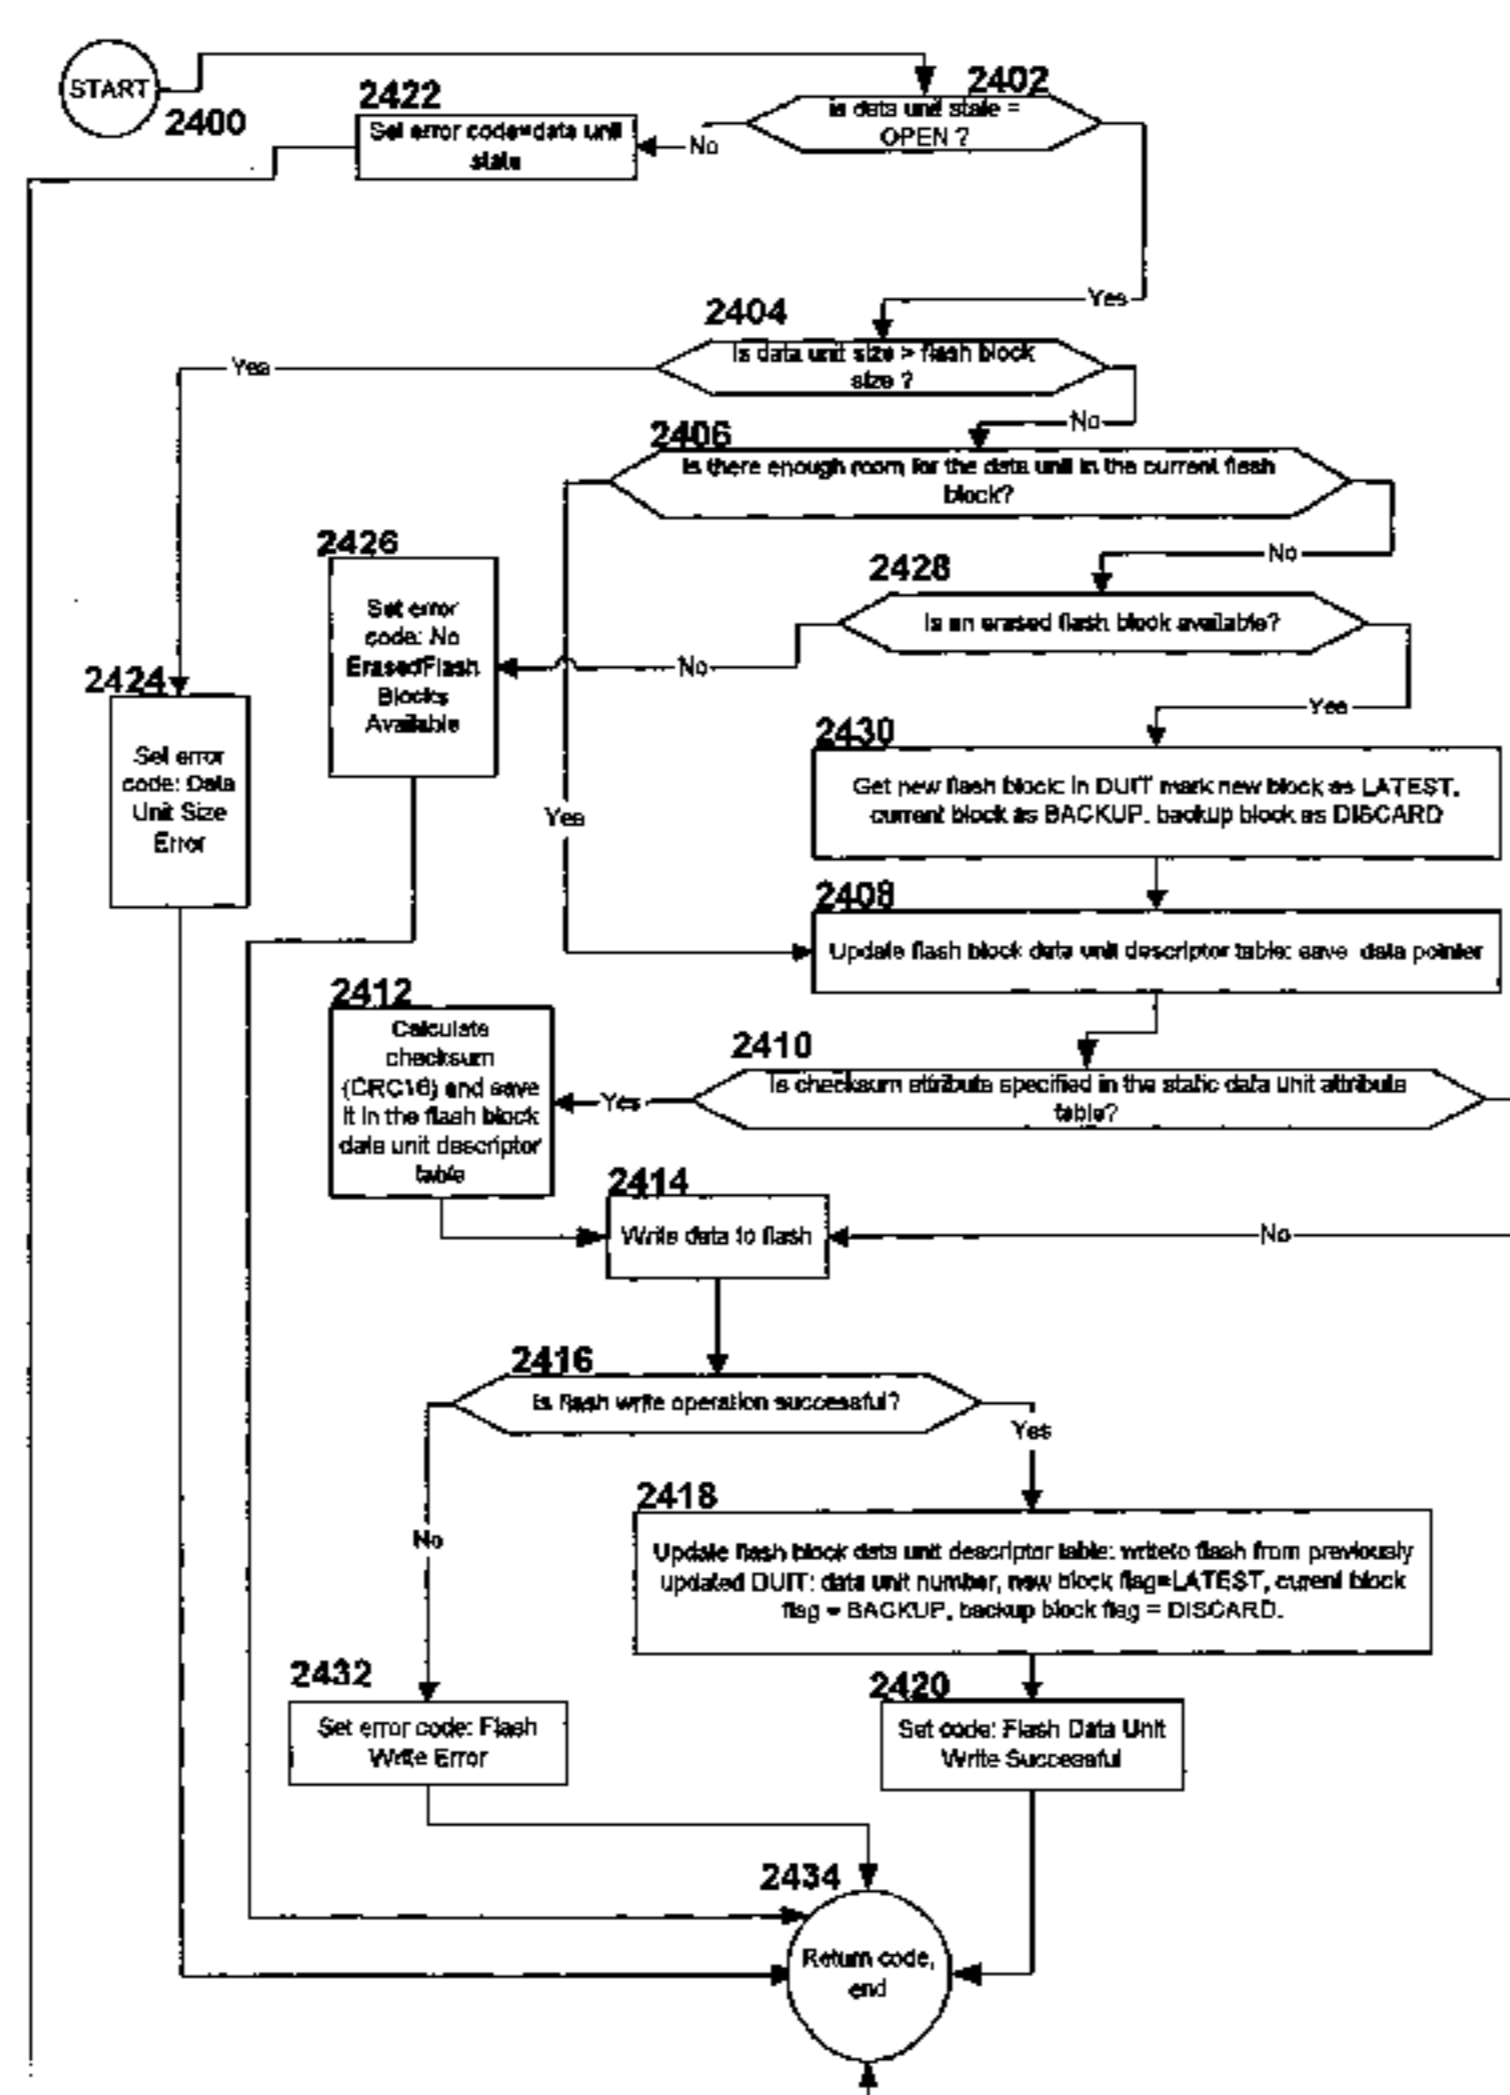 START
2400
2402
Is data unit state =
OPEN ?
2422
Set error code=data unit
state
No
Yes
2404
Is data unit size > flash block
size ?
Yes
No
2406
Is there enough room for the data unit in the current flash
block?
No
2426
Set error
code: No
ErasedFlash
Blocks
Available
2428
Is an erased flash block available?
No
Yes
2424
Set error
code: Data
Unit Size
Error
2430
Get new flash block: in DUIT mark new block as LATEST,
current block as BACKUP, backup block as DISCARD
Yes
2408
Update flash block data unit descriptor table: save data pointer
2412
Calculate
checksum
(CRC16) and save
it in the flash block
data unit descriptor
table
2410
Is checksum attribute specified in the static data unit attribute
table?
Yes
2414
Write data to flash
No
2416
Is flash write operation successful?
Yes
No
2418
Update flash block data unit descriptor table: writeto flash from previously
updated DUIT: data unit number, new block flag=LATEST, curent block
flag = BACKUP, backup block flag = DISCARD.
2432
Set error code: Flash
Write Error
2420
Set code: Flash Data Unit
Write Successful
2434
Return code,
end